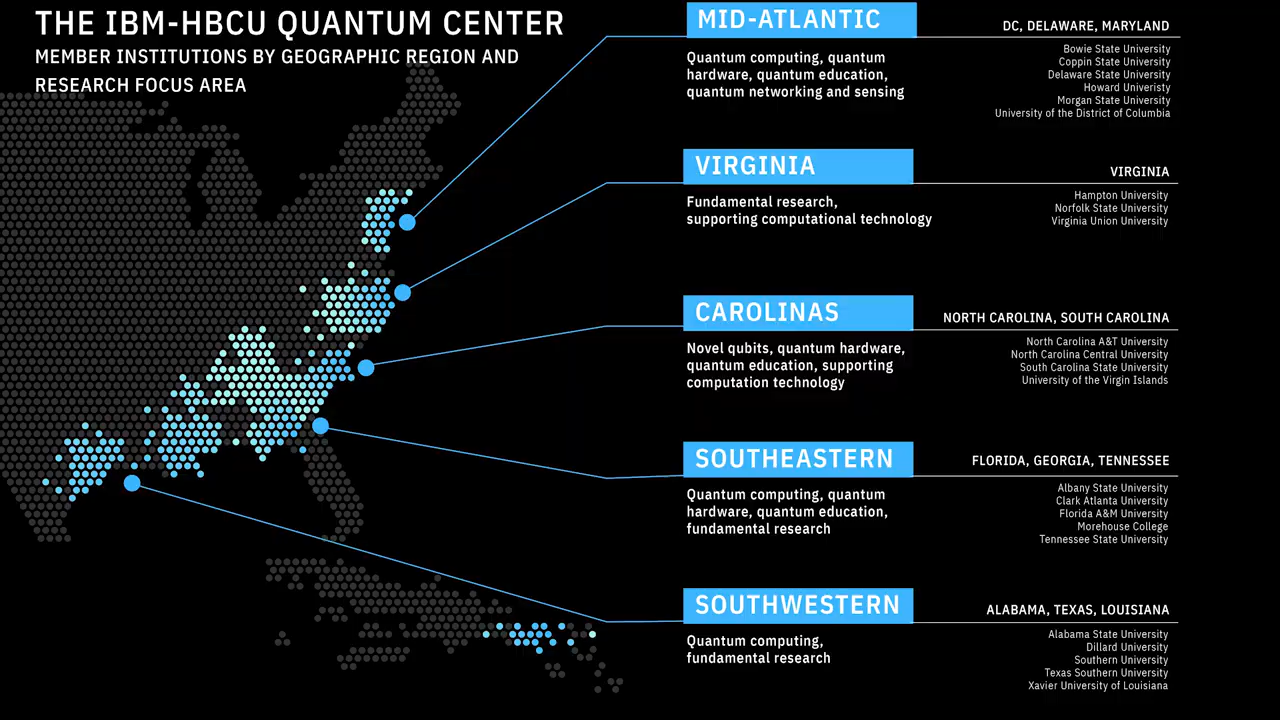 THE IBM-HBCU QUANTUM CENTER
MEMBER INSTITUTIONS BY GEOGRAPHIC REGION AND
RESEARCH FOCUS AREA
MID-ATLANTIC
Quantum computing, quantum
hardware, quantum education,
quantum networking and sensing
DC, DELAWARE, MARYLAND
Bowie State University
Coppin State University
Delaware State University
Howard Univeristy
Morgan State University
University of the District of Columbia
VIRGINIA
Fundamental research,
supporting computational technology
VIRGINIA
Hampton University
Norfolk State University
Virginia Union University
CAROLINAS
Novel qubits, quantum hardware,
quantum education, supporting
computation technology
NORTH CAROLINA, SOUTH CAROLINA
North Carolina A&T University
North Carolina Central University
South Carolina State University
University of the Virgin Islands
SOUTHEASTERN
Quantum computing, quantum
hardware, quantum education,
fundamental research
FLORIDA, GEORGIA, TENNESSEE
Albany State University
Clark Atlanta University
Florida A&M University
Morehouse College
Tennessee State University
SOUTHWESTERN
Quantum computing,
fundamental research
ALABAMA, TEXAS, LOUISIANA
Alabama State University
Dillard University
Southern University
Texas Southern University
Xavier University of Louisiana